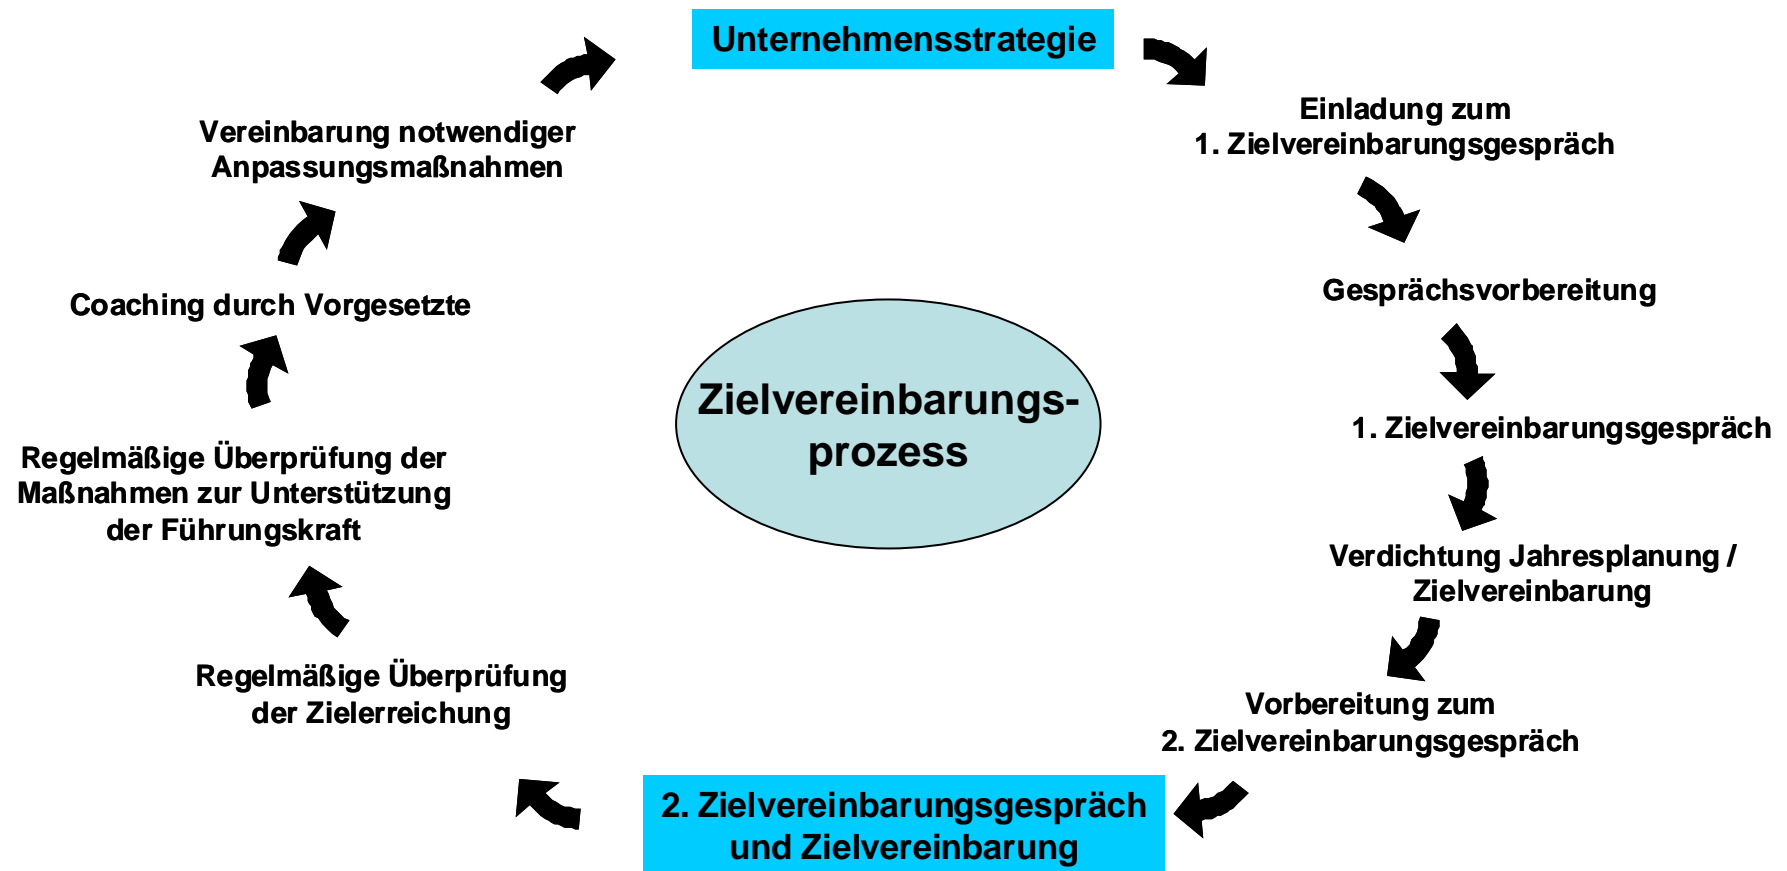 Unternehmensstrategie
Einladung zum
1. Zielvereinbarungsgespräch
Gesprächsvorbereitung
1. Zielvereinbarungsgespräch
Verdichtung Jahresplanung /
Zielvereinbarung
Vorbereitung zum
2. Zielvereinbarungsgespräch
2. Zielvereinbarungsgespräch
und Zielvereinbarung
Regelmäßige Überprüfung
der Zielerreichung
Regelmäßige Überprüfung der
Maßnahmen zur Unterstützung
der Führungskraft
Coaching durch Vorgesetzte
Vereinbarung notwendiger
Anpassungsmaßnahmen
Zielvereinbarungs-
prozess